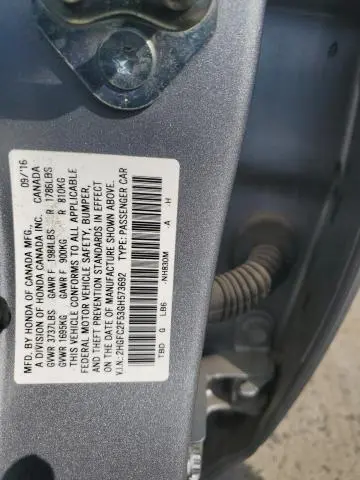 MFD. BY HONDA OF CANADA MFG., 09/16
A DIVISION OF HONDA CANADA INC. CANADA
GVWR 3737LBS GAWR F 1984LBS R 1786LBS
GVWR 1695KG GAWR F 900KG R 810KG
THIS VEHICLE CONFORMS TO ALL APPLICABLE
FEDERAL MOTOR VEHICLE SAFETY, BUMPER,
AND THEFT PREVENTION STANDARDS IN EFFECT
ON THE DATE OF MANUFACTURE SHOWN ABOVE.
V.I.N.: 2HGFC2F53GH573692 TYPE: PASSENGER CAR
TBD G LB6 NH830M A H